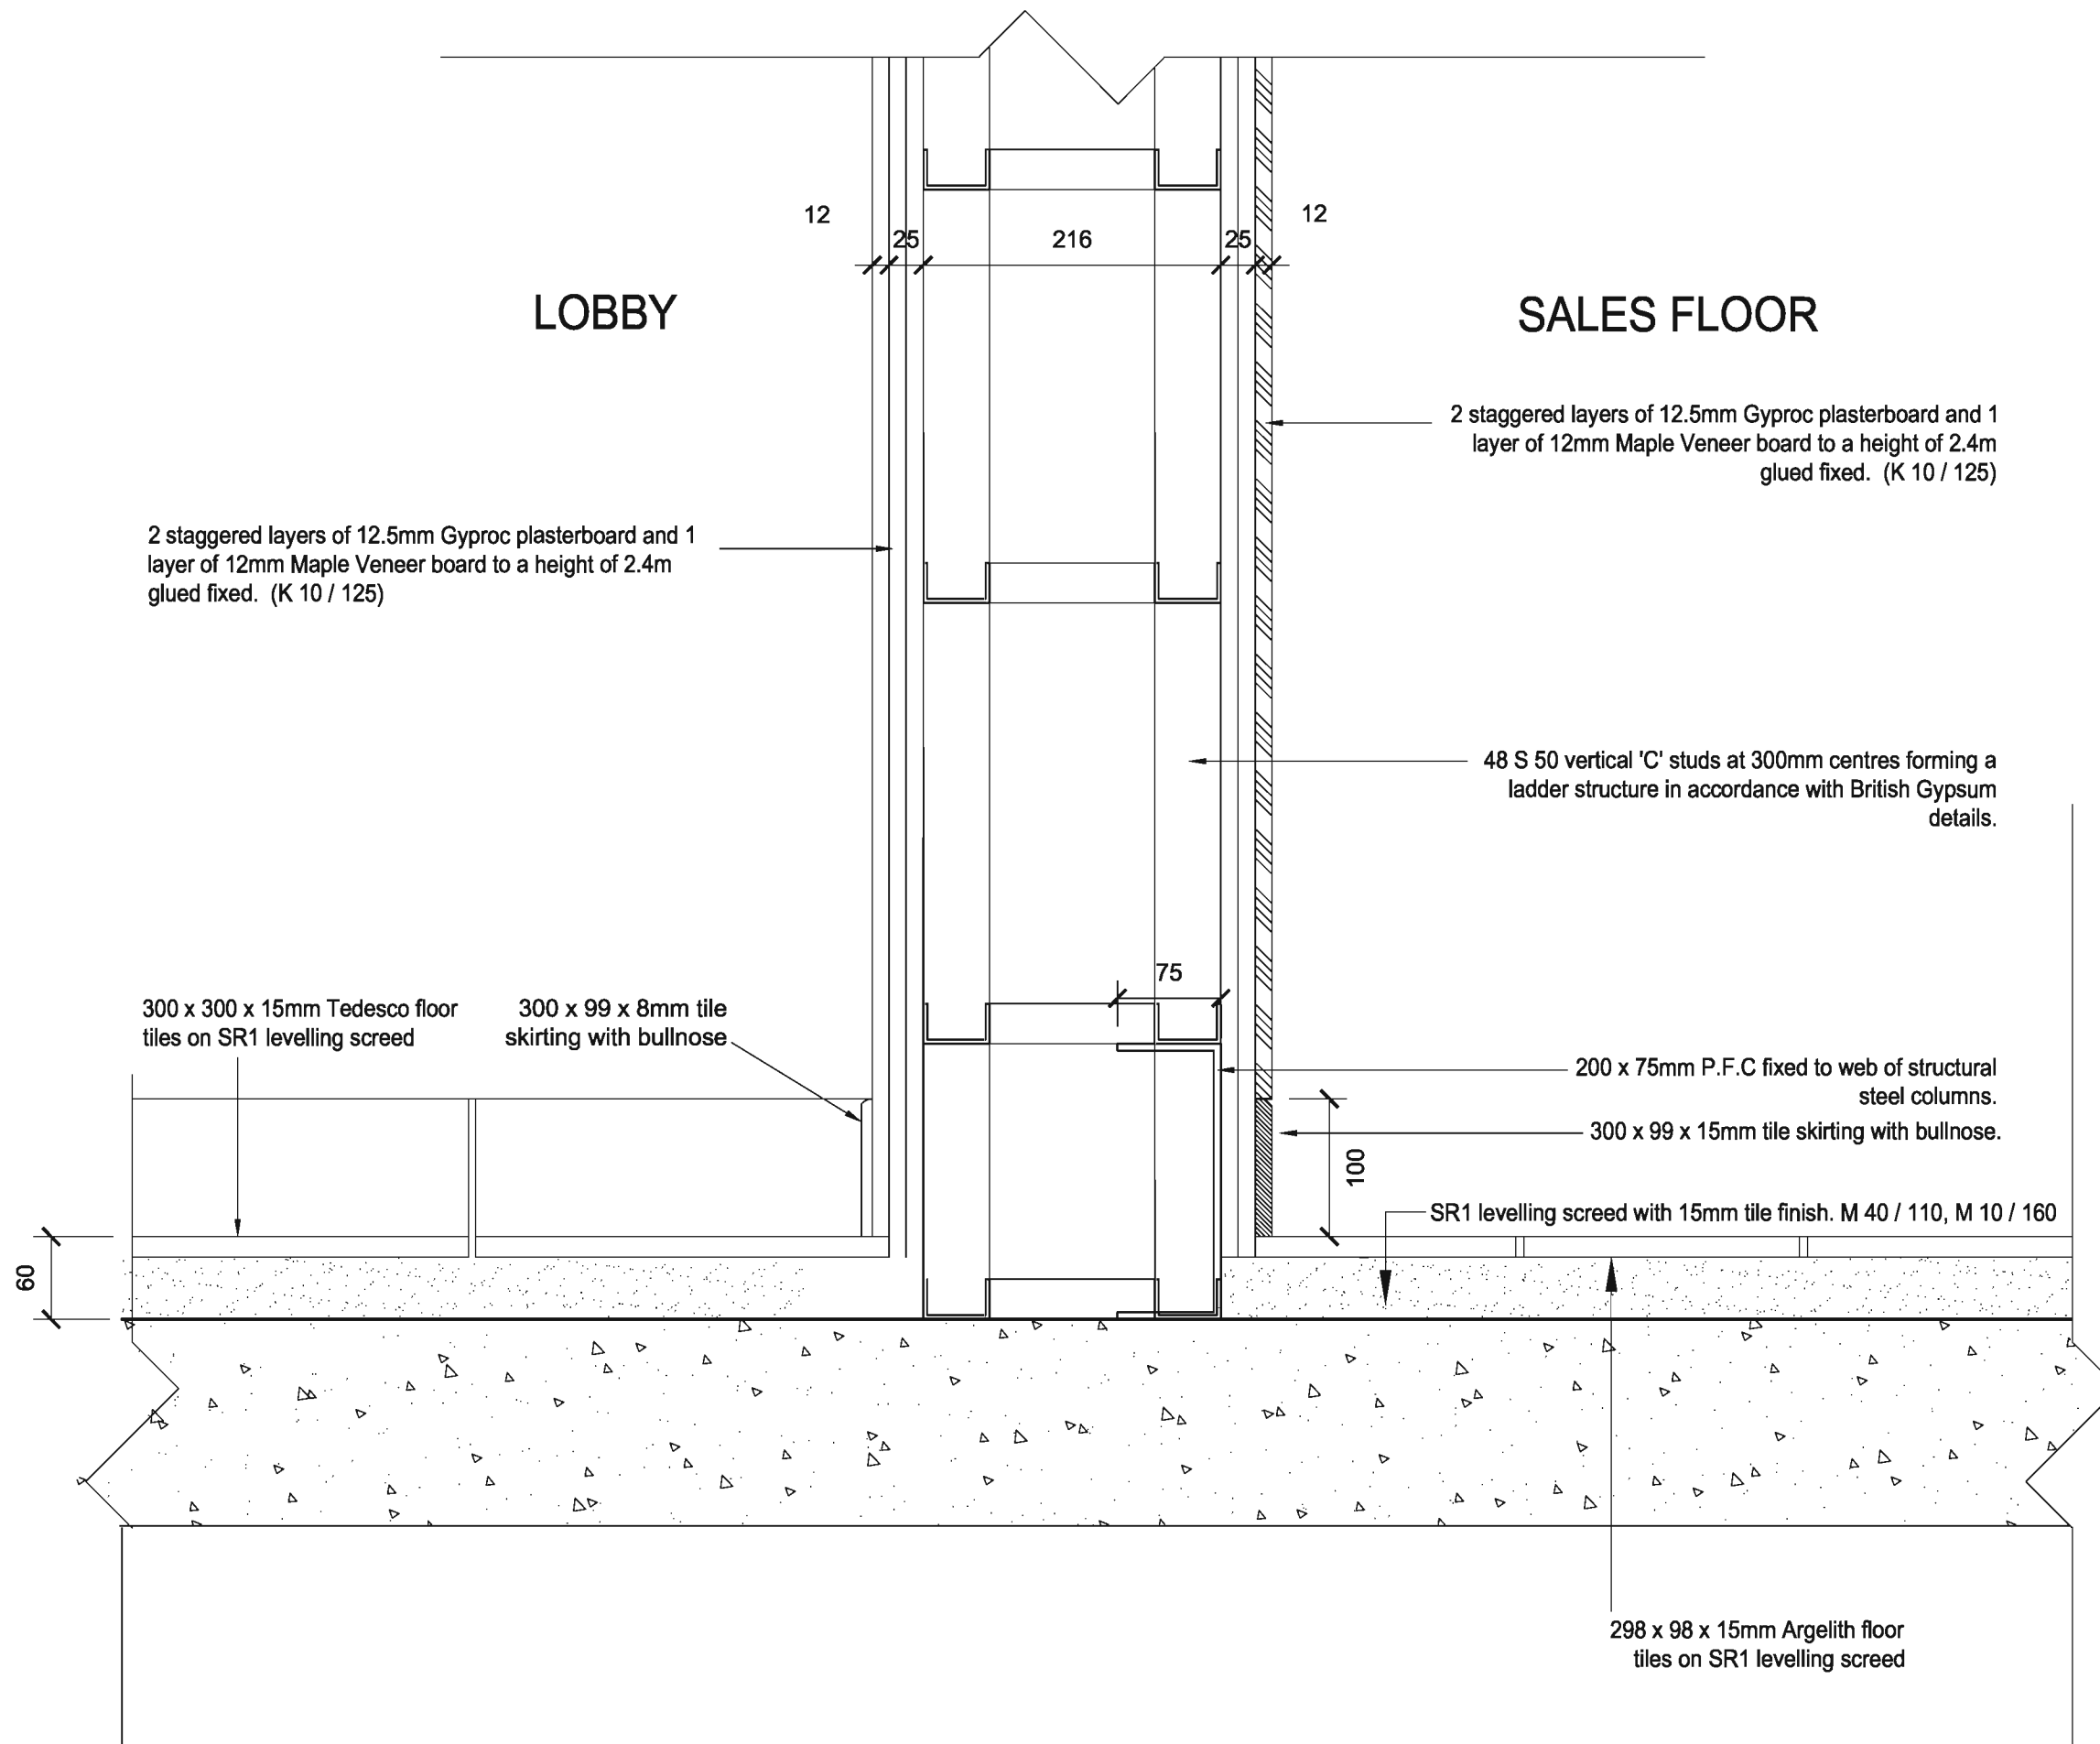 12
12
25
216
25
LOBBY
SALES FLOOR
2 staggered layers of 12.5mm Gyproc plasterboard and 1
layer of 12mm Maple Veneer board to a height of 2.4m
glued fixed. (K 10 / 125)
2 staggered layers of 12.5mm Gyproc plasterboard and 1
layer of 12mm Maple Veneer board to a height of 2.4m
glued fixed. (K 10 / 125)
48 S 50 vertical 'C' studs at 300mm centres forming a
ladder structure in accordance with British Gypsum
details.
75
300 x 300 x 15mm Tedesco floor
tiles on SR1 levelling screed
300 x 99 x 8mm tile
skirting with bullnose
200 x 75mm P.F.C fixed to web of structural
steel columns.
300 x 99 x 15mm tile skirting with bullnose.
100
SR1 levelling screed with 15mm tile finish. M 40 / 110, M 10 / 160
60
298 x 98 x 15mm Argelith floor
tiles on SR1 levelling screed